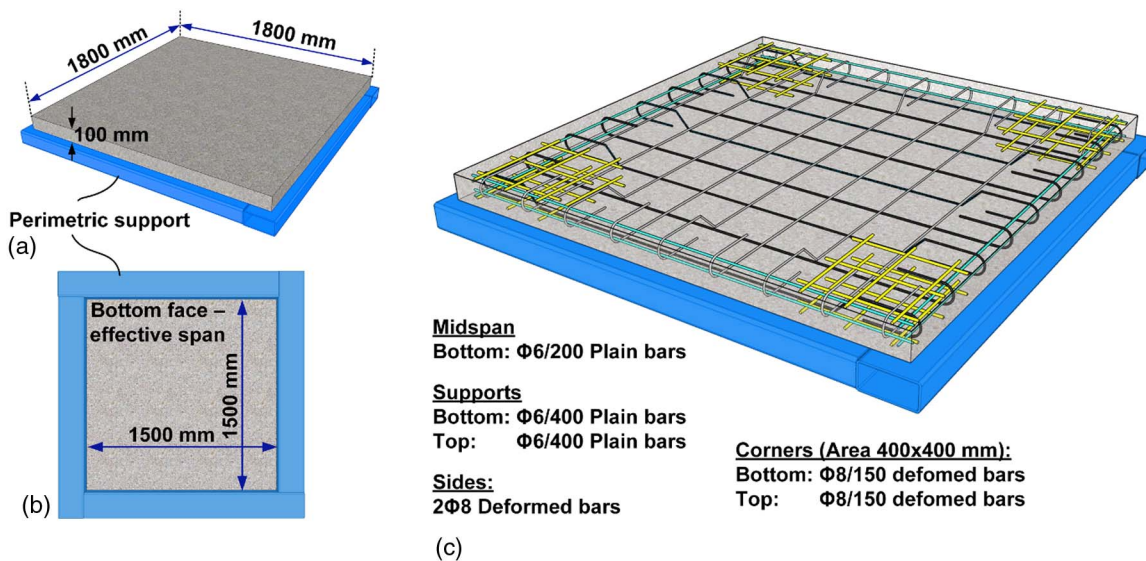 1800 mm
1800 mm
100 mm
Perimetric support
(a)
Bottom face –
effective span
1500 mm
1500 mm
(b)
Midspan
Bottom: Φ6/200 Plain bars
Supports
Bottom: Φ6/400 Plain bars
Top: Φ6/400 Plain bars
Sides:
2Φ8 Deformed bars
Corners (Area 400x400 mm):
Bottom: Φ8/150 defomed bars
Top: Φ8/150 defomed bars
(c)